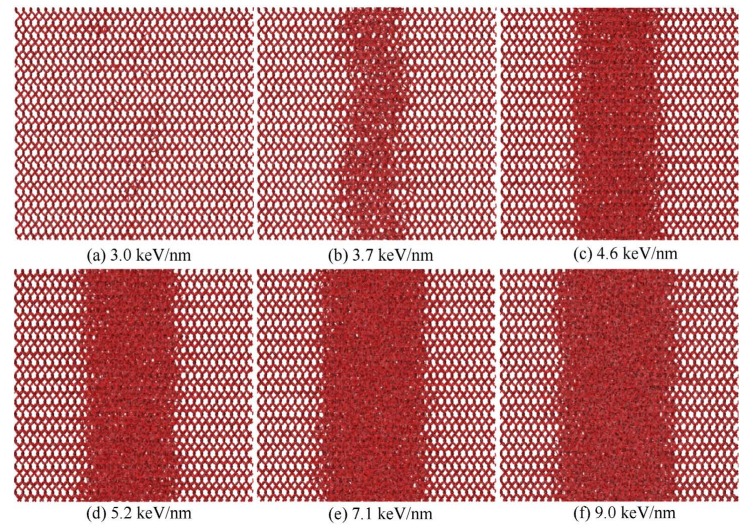 (a) 3.0 keV/nm
(b) 3.7 keV/nm
(c) 4.6 keV/nm
(d) 5.2 keV/nm
(e) 7.1 keV/nm
(f) 9.0 keV/nm